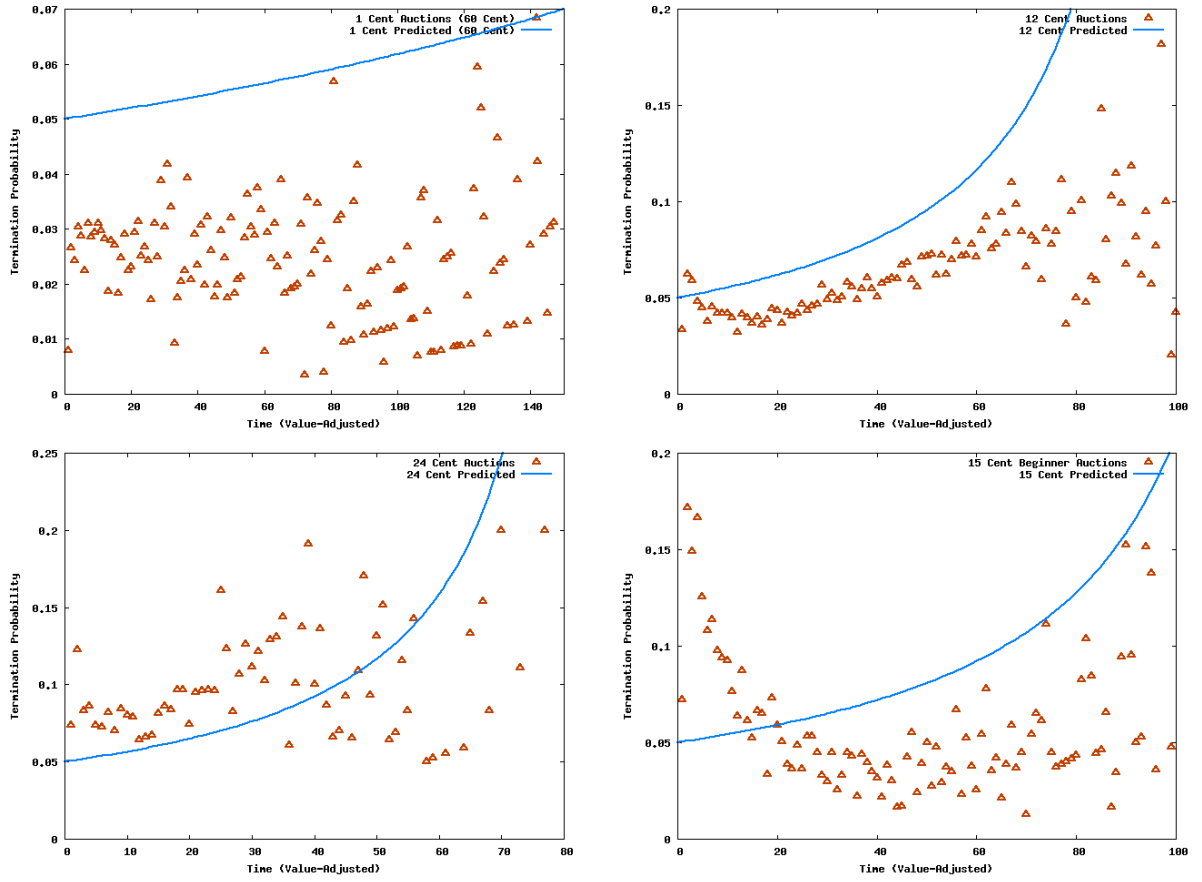 0.07
0.06
0.05
0.04
0.03
0.02
0.01
0
Termination Probability
1 Cent Auctions (60 Cent)
1 Cent Predicted (60 Cent)
0 20 40 60 80 100 120 140
Time (Value-Adjusted)
0.2
0.15
0.1
0.05
0
Termination Probability
12 Cent Auctions
12 Cent Predicted
0 20 40 60 80 100
Time (Value-Adjusted)
0.25
0.2
0.15
0.1
0.05
0
Termination Probability
24 Cent Auctions
24 Cent Predicted
0 10 20 30 40 50 60 70 80
Time (Value-Adjusted)
0.2
0.15
0.1
0.05
0
Termination Probability
15 Cent Beginner Auctions
15 Cent Predicted
0 20 40 60 80 100
Time (Value-Adjusted)